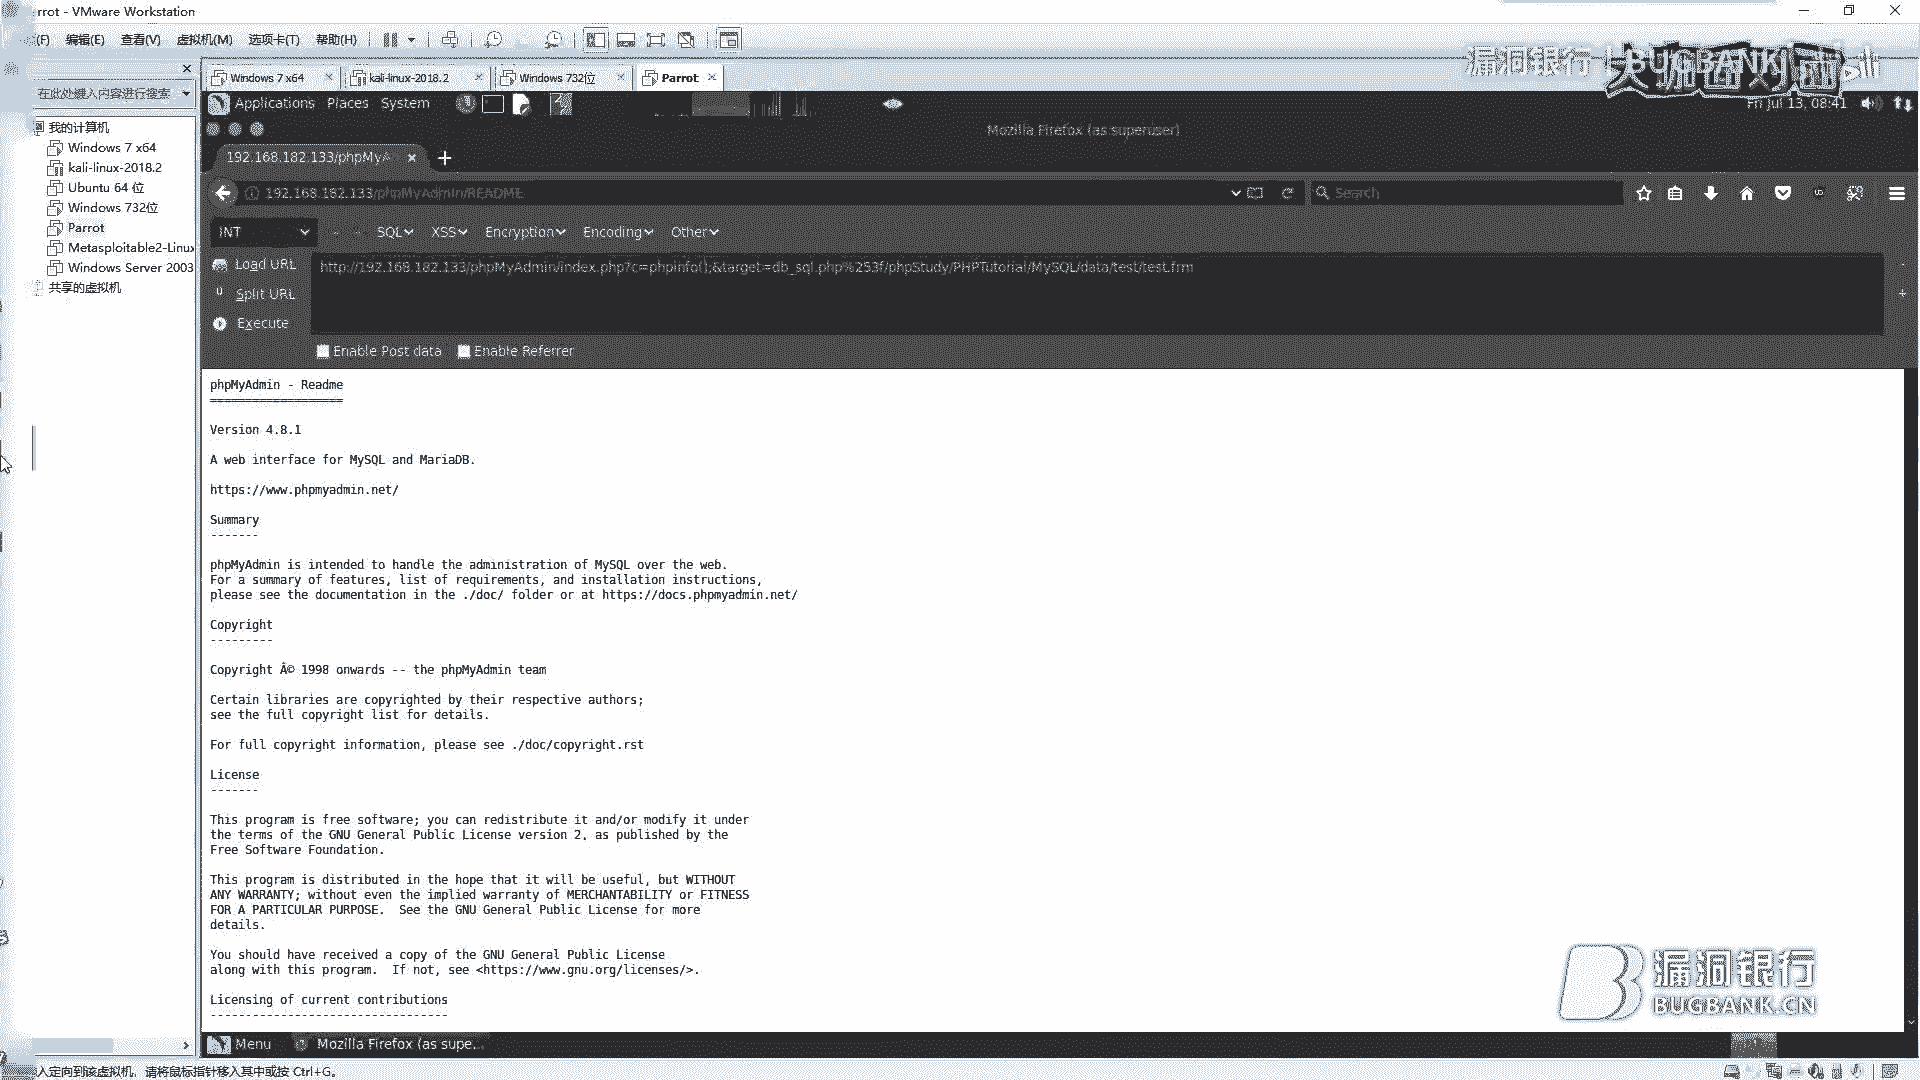 rrot - VMware Workstation
(F) 编辑(E) 查看(V) 虚拟机(M) 选项卡(T) 帮助(H)
漏洞银行 | BUGBANK
大咖面对面
在此处键入内容进行搜索
Windows 7 x64
kali-linux-2018.2
Windows 732位
Parrot
我的计算机
Windows 7 x64
kali-linux-2018.2
Ubuntu 64 位
Windows 732位
Parrot
Metasploitable2-Linux
Windows Server 2003
共享的虚拟机
Applications Places System
Fri Jul 13, 08:41
Mozilla Firefox (as superuser)
192.168.182.133/phpMyA
192.168.182.133/phpMyAdmin/README
Search
INT SQL XSS Encryption Encoding Other
Load URL
Split URL
Execute
http://192.168.182.133/phpMyAdmin/index.php?c=phpinfo();&target=db_sql.php%253f/phpStudy/PHPTutorial/MySQL/data/test/test.frm
Enable Post data Enable Referrer
phpMyAdmin - Readme
===================
Version 4.8.1
A web interface for MySQL and MariaDB.
https://www.phpmyadmin.net/
Summary
-------
phpMyAdmin is intended to handle the administration of MySQL over the web.
For a summary of features, list of requirements, and installation instructions,
please see the documentation in the ./doc/ folder or at https://docs.phpmyadmin.net/
Copyright
---------
Copyright Â© 1998 onwards -- the phpMyAdmin team
Certain libraries are copyrighted by their respective authors;
see the full copyright list for details.
For full copyright information, please see ./doc/copyright.rst
License
-------
This program is free software; you can redistribute it and/or modify it under
the terms of the GNU General Public License version 2, as published by the
Free Software Foundation.
This program is distributed in the hope that it will be useful, but WITHOUT
ANY WARRANTY; without even the implied warranty of MERCHANTABILITY or FITNESS
FOR A PARTICULAR PURPOSE.  See the GNU General Public License for more
details.
You should have received a copy of the GNU General Public License
along with this program.  If not, see <https://www.gnu.org/licenses/>.
Licensing of current contributions
----------------------------------
漏洞银行
BUGBANK.CN
Menu Mozilla Firefox (as supe...
入定向到该虚拟机，请将鼠标指针移入其中或按 Ctrl+G。